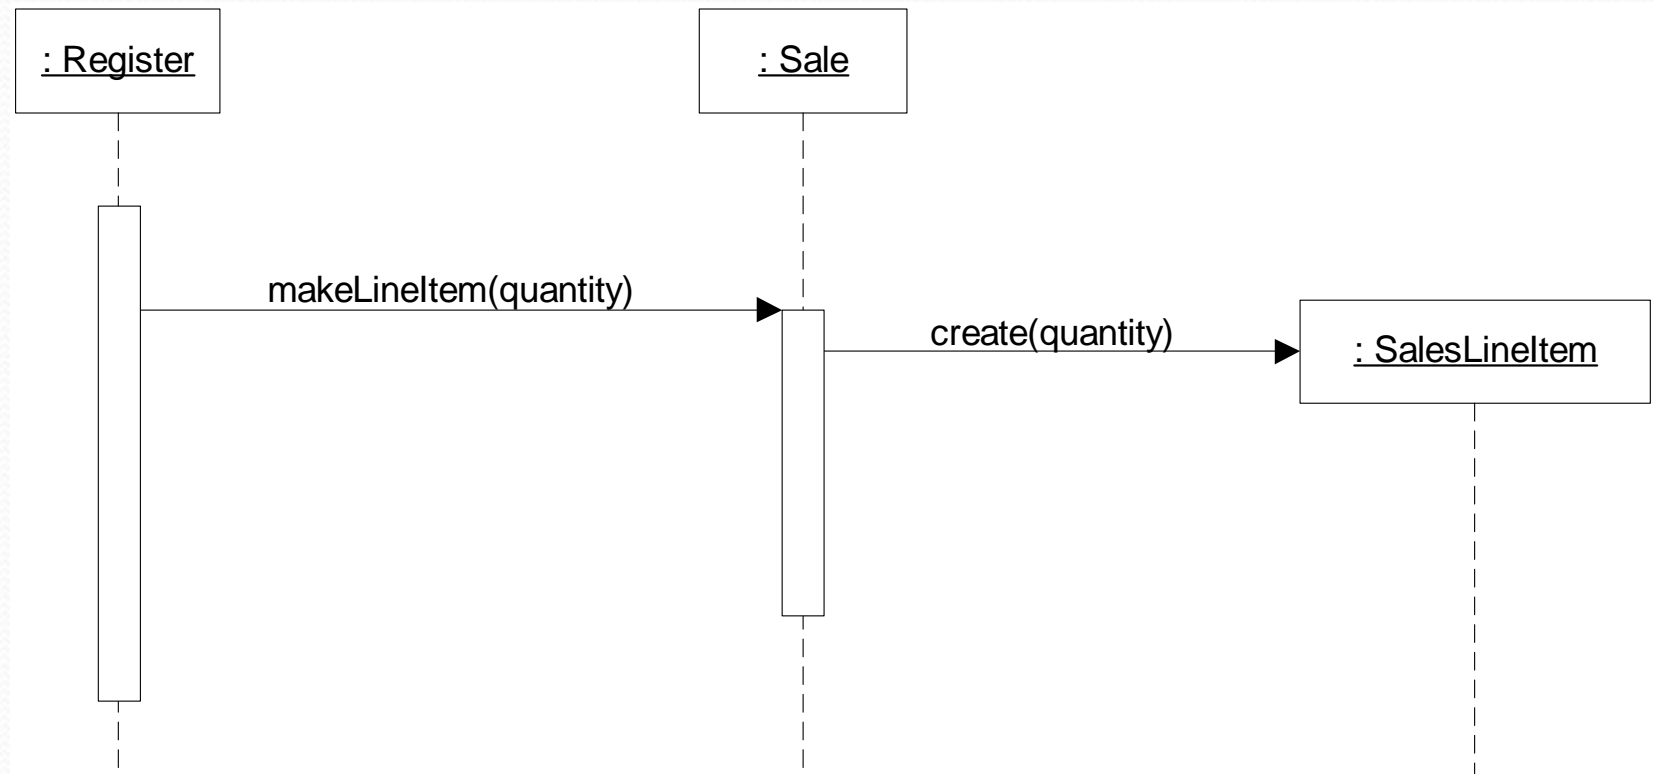 : Register
: Sale
makeLineItem(quantity)
create(quantity)
: SalesLineItem